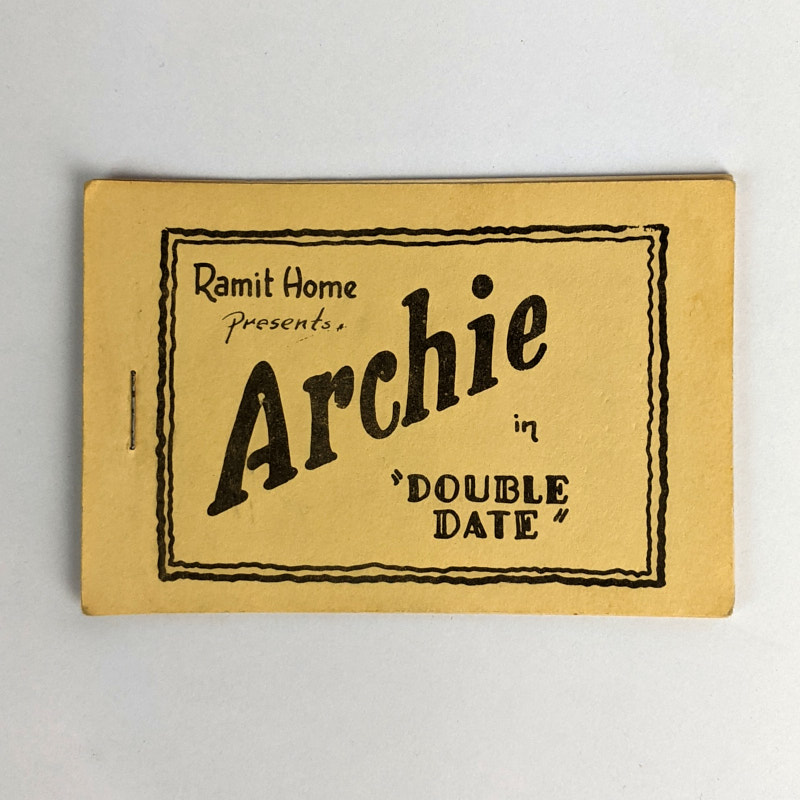 Ramit Home
Presents.
Archie
in
"DOUBLE
DATE"